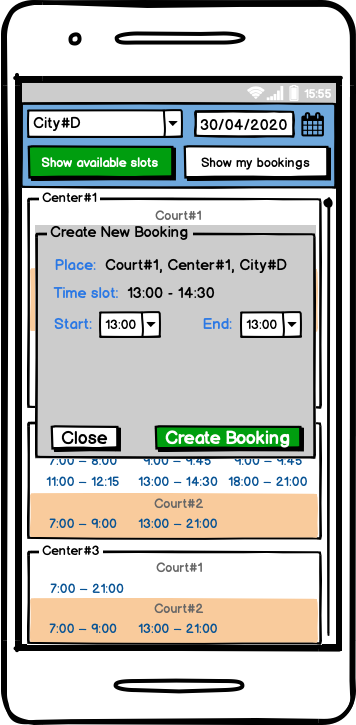 15:55
City#D
30/04/2020
Show available slots
Show my bookings
Center#1
Court#1
Create New Booking
Place: Court#1, Center#1, City#D
Time slot: 13:00 - 14:30
Start: 13:00
End: 13:00
Close
Create Booking
7:00 – 8:00 9:00 – 9:45 9:00 – 9:45
11:00 – 12:15 13:00 – 14:30 18:00 – 21:00
Court#2
7:00 – 9:00 13:00 – 21:00
Center#3
Court#1
7:00 – 21:00
Court#2
7:00 – 9:00 13:00 – 21:00